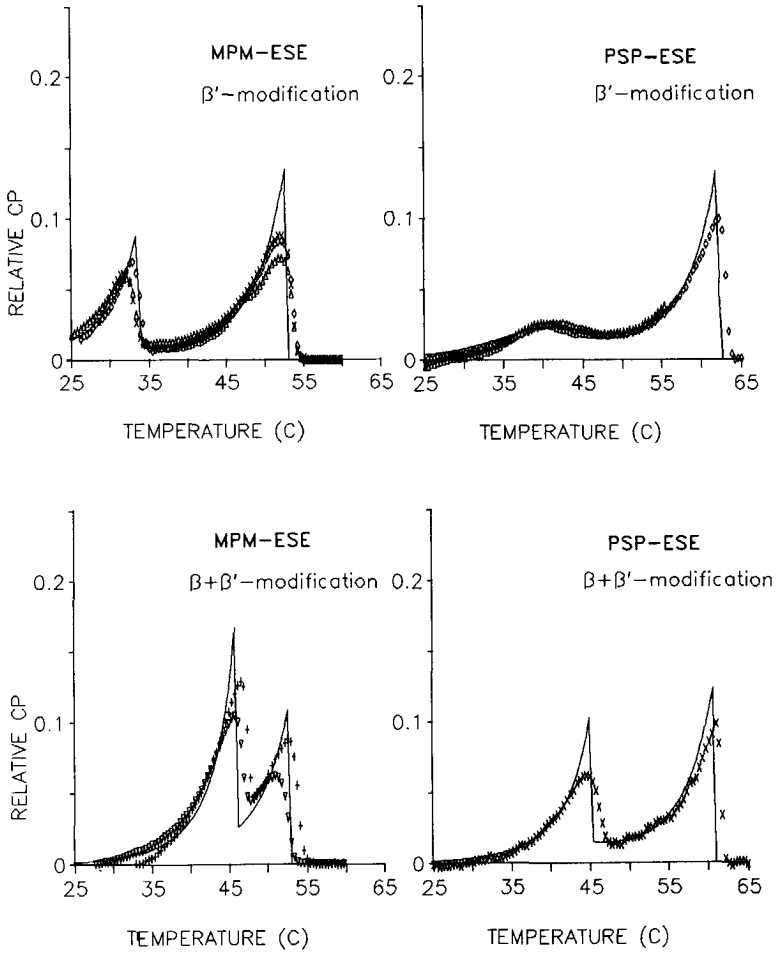 MPM-ESE
β'-modification
RELATIVE CP
0.2
0.1
0
25
35
45
55
65
TEMPERATURE (C)
PSP-ESE
β'-modification
0.2
0.1
0
25
35
45
55
65
TEMPERATURE (C)
MPM-ESE
β+β'-modification
RELATIVE CP
0.2
0.1
0
25
35
45
55
65
TEMPERATURE (C)
PSP-ESE
β+β'-modification
0.2
0.1
0
25
35
45
55
65
TEMPERATURE (C)